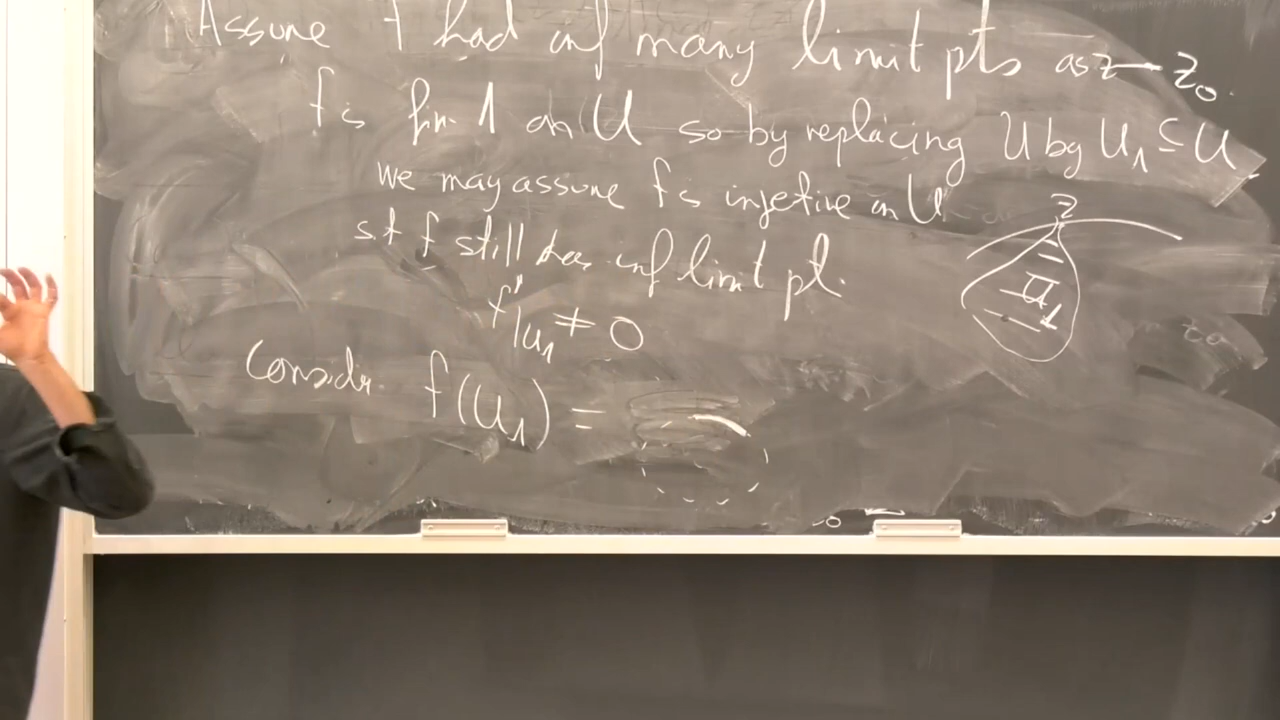 Assume f had inf many limit pts as z → z₀.
f is fin. 1 on U so by replacing U by U₁ ⊆ U
we may assume f is injective on U
s.t f still has inf limit pt.
z
U₁
f''|U₁ ≠ 0
Consider f(U₁) =